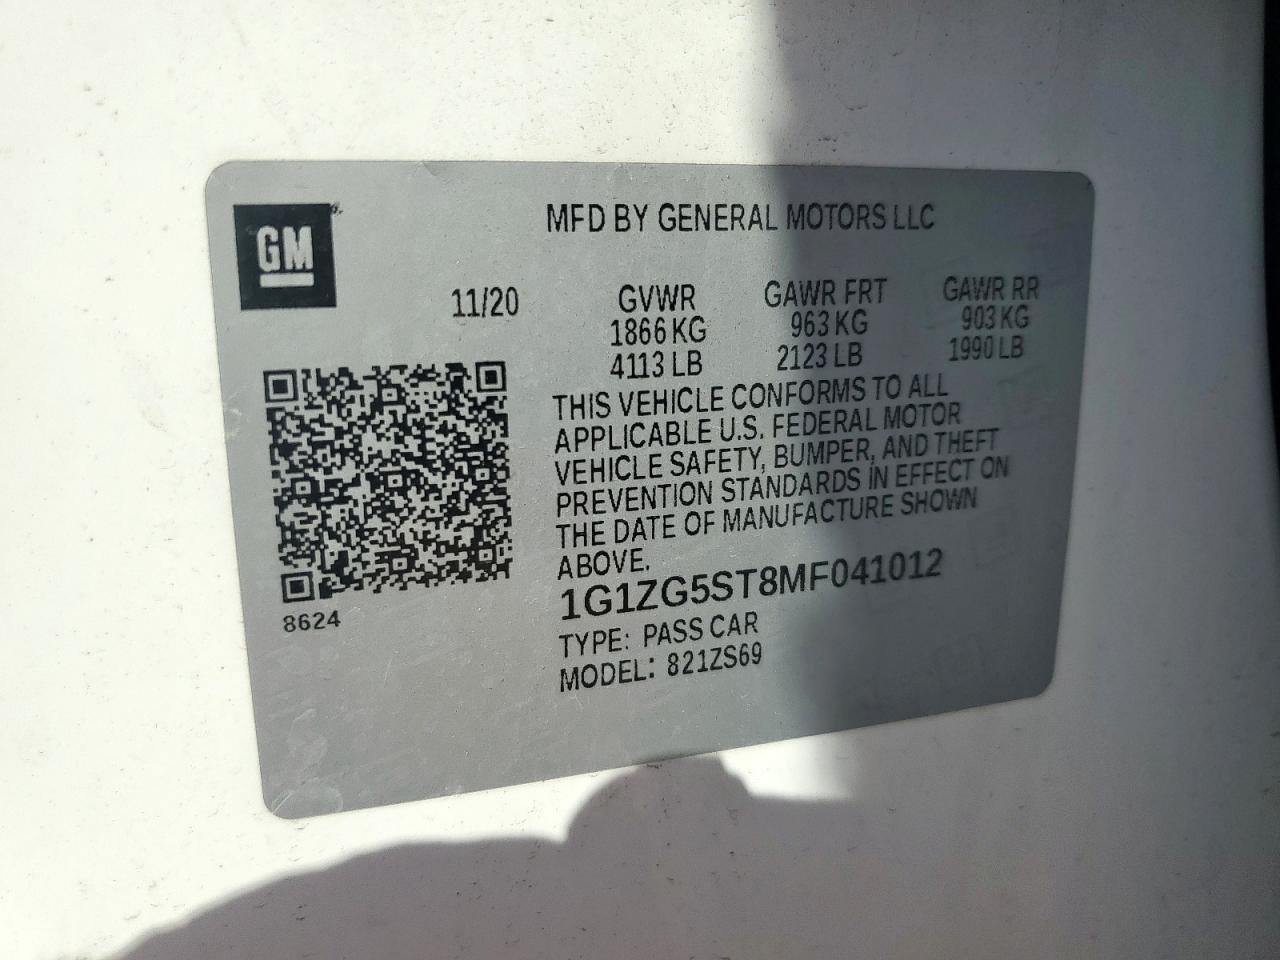 GM
MFD BY GENERAL MOTORS LLC
11/20
GVWR
1866 KG
4113 LB
GAWR FRT
963 KG
2123 LB
GAWR RR
903 KG
1990 LB
THIS VEHICLE CONFORMS TO ALL
APPLICABLE U.S. FEDERAL MOTOR
VEHICLE SAFETY, BUMPER, AND THEFT
PREVENTION STANDARDS IN EFFECT ON
THE DATE OF MANUFACTURE SHOWN
ABOVE.
1G1ZG5ST8MF041012
TYPE: PASS CAR
MODEL: 821ZS69
8624